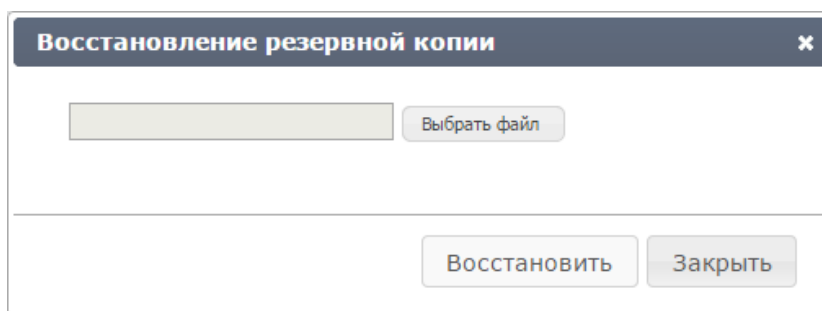 Восстановление резервной копии
Выбрать файл
Восстановить Закрыть